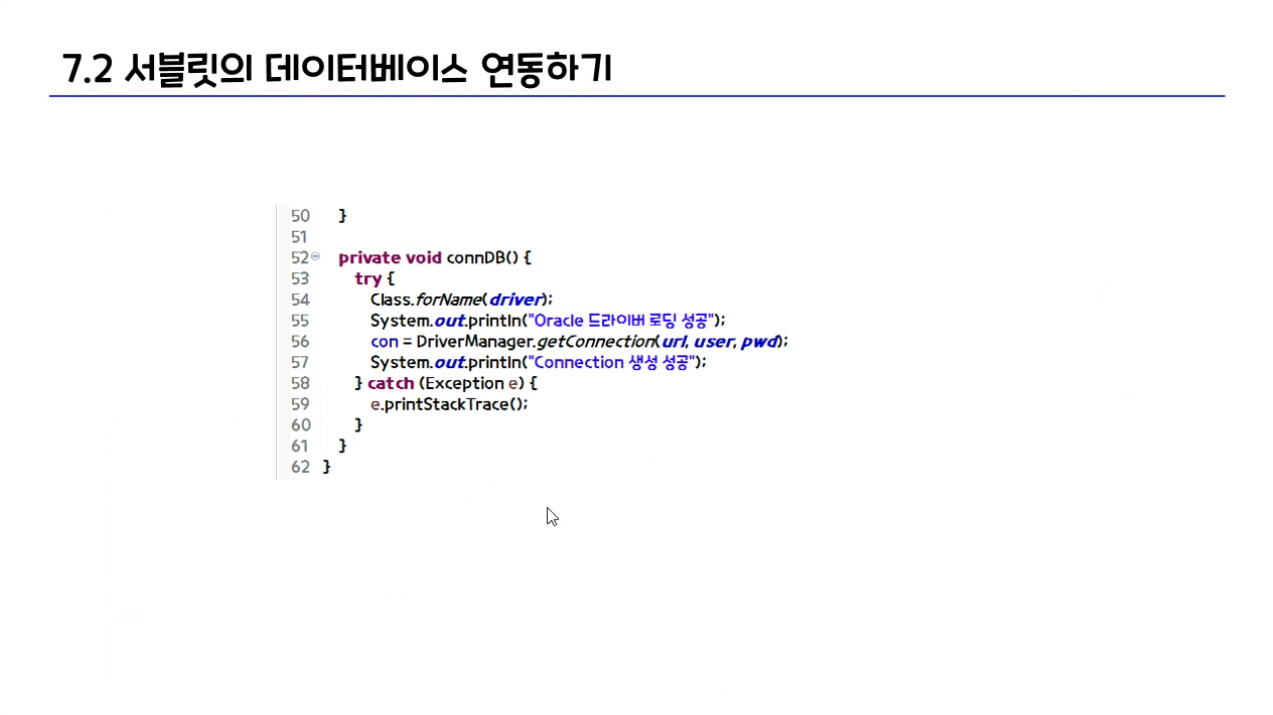 7.2 서블릿의 데이터베이스 연동하기
50 }
51
52 private void connDB() {
53 try {
54 Class.forName(driver);
55 System.out.println("Oracle 드라이버 로딩 성공");
56 con = DriverManager.getConnection(url, user, pwd);
57 System.out.println("Connection 생성 성공");
58 } catch (Exception e) {
59 e.printStackTrace();
60 }
61 }
62 }